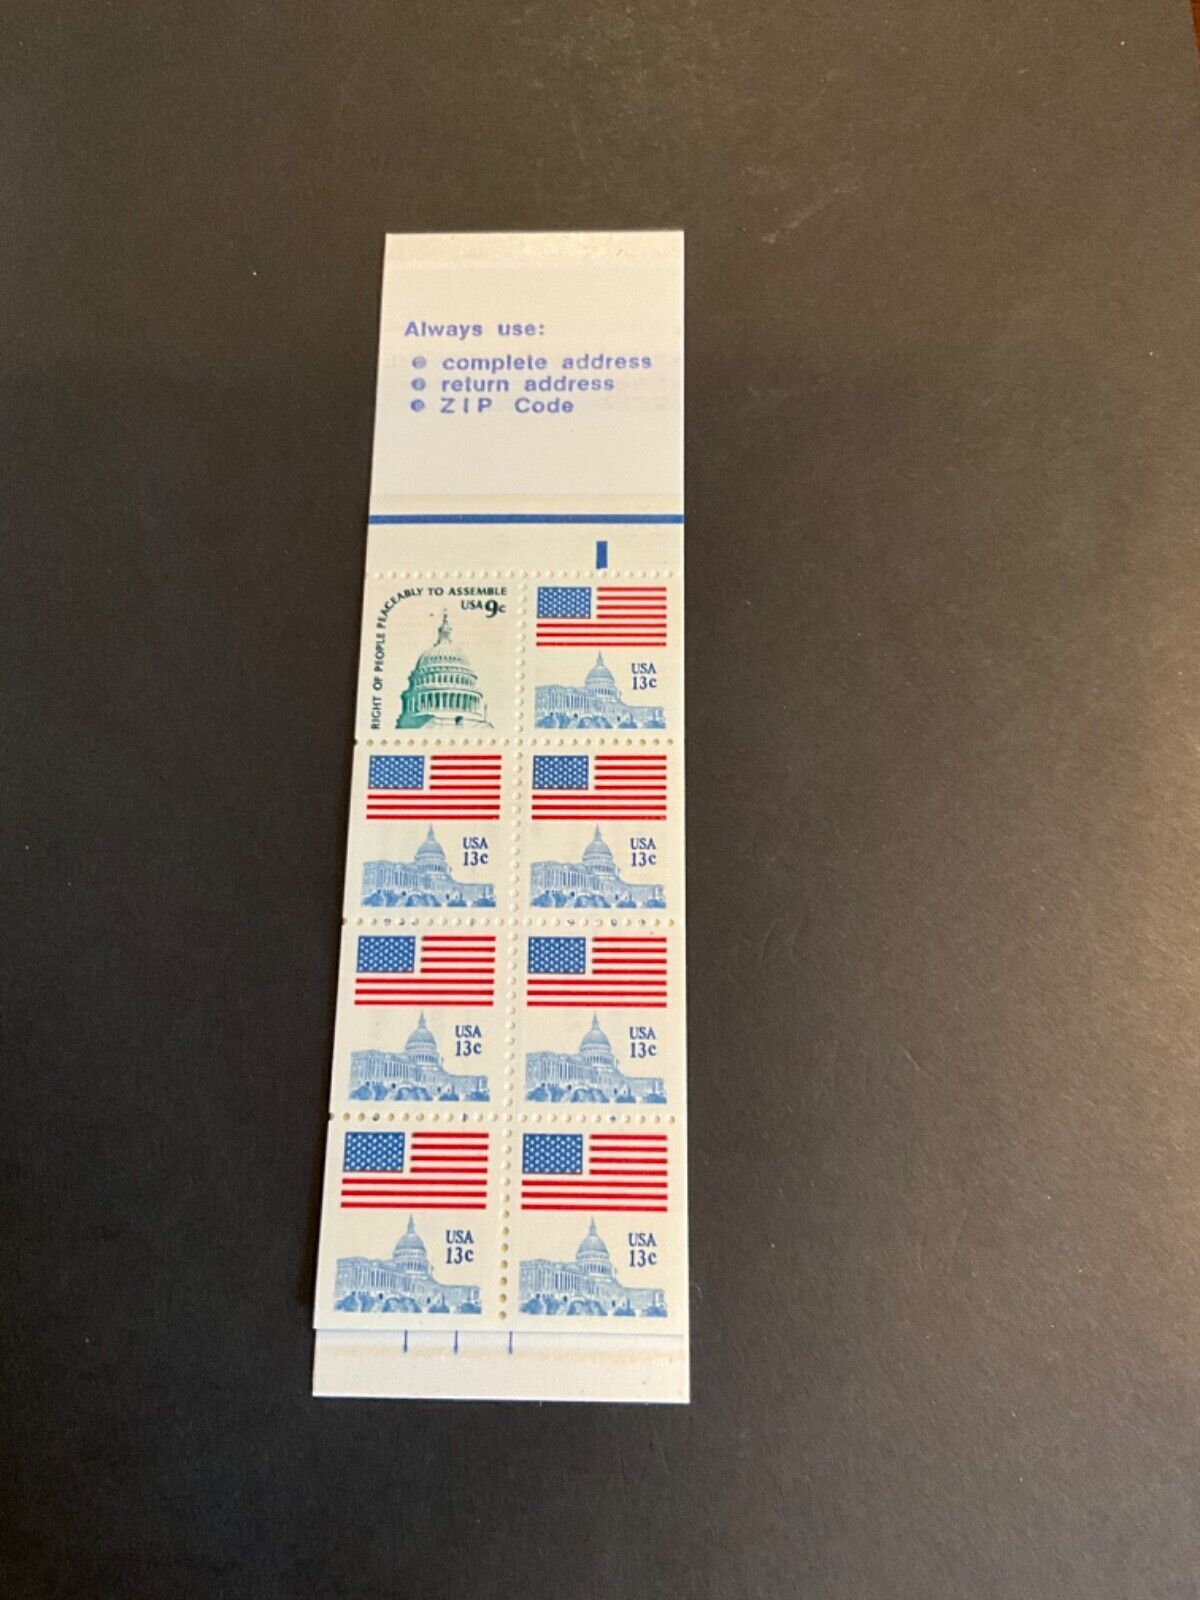 Always use:
complete address
return address
ZIP Code
RIGHT OF PEOPLE PEACEABLY TO ASSEMBLE
USA 9c
USA
13c
USA
13c
USA
13c
USA
13c
USA
13c
USA
13c
USA
13c